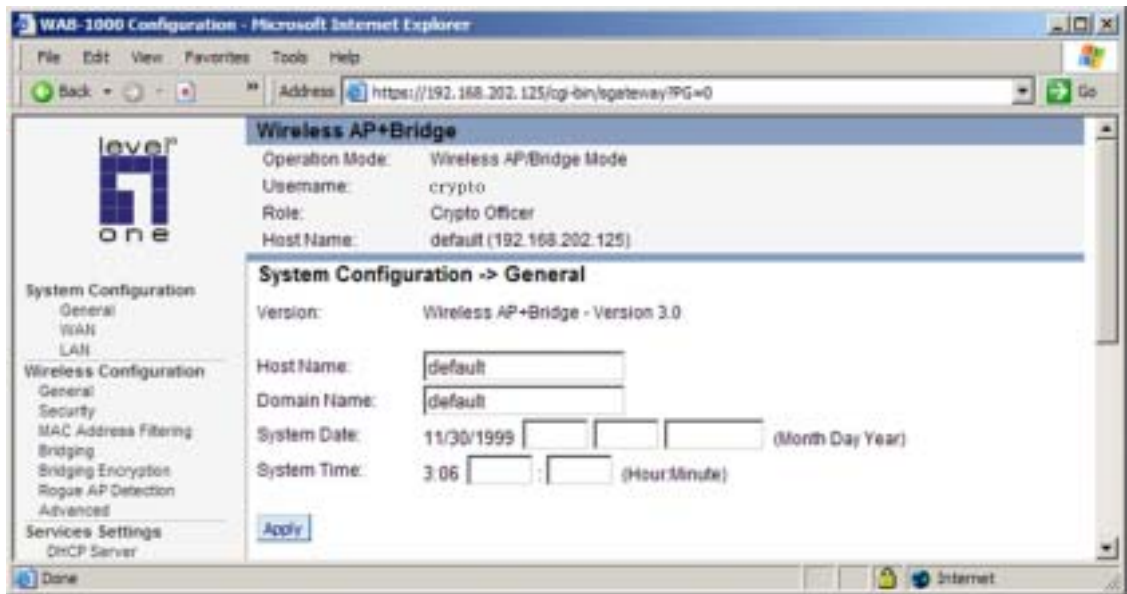 WAB-1000 Configuration - Microsoft Internet Explorer
File Edit View Favorites Tools Help
Back » Address https://192.168.202.125/cgi-bin/sgateway?PG=0 Go
level™
one
Wireless AP+Bridge
Operation Mode: Wireless AP/Bridge Mode
Username: crypto
Role: Crypto Officer
Host Name: default (192.168.202.125)
System Configuration
General
WAN
LAN
Wireless Configuration
General
Security
MAC Address Filtering
Bridging
Bridging Encryption
Rogue AP Detection
Advanced
Services Settings
DHCP Server
System Configuration -> General
Version: Wireless AP+Bridge - Version 3.0
Host Name: default
Domain Name: default
System Date: 11/30/1999 (Month Day Year)
System Time: 3:06 : (Hour:Minute)
Apply
Done Internet